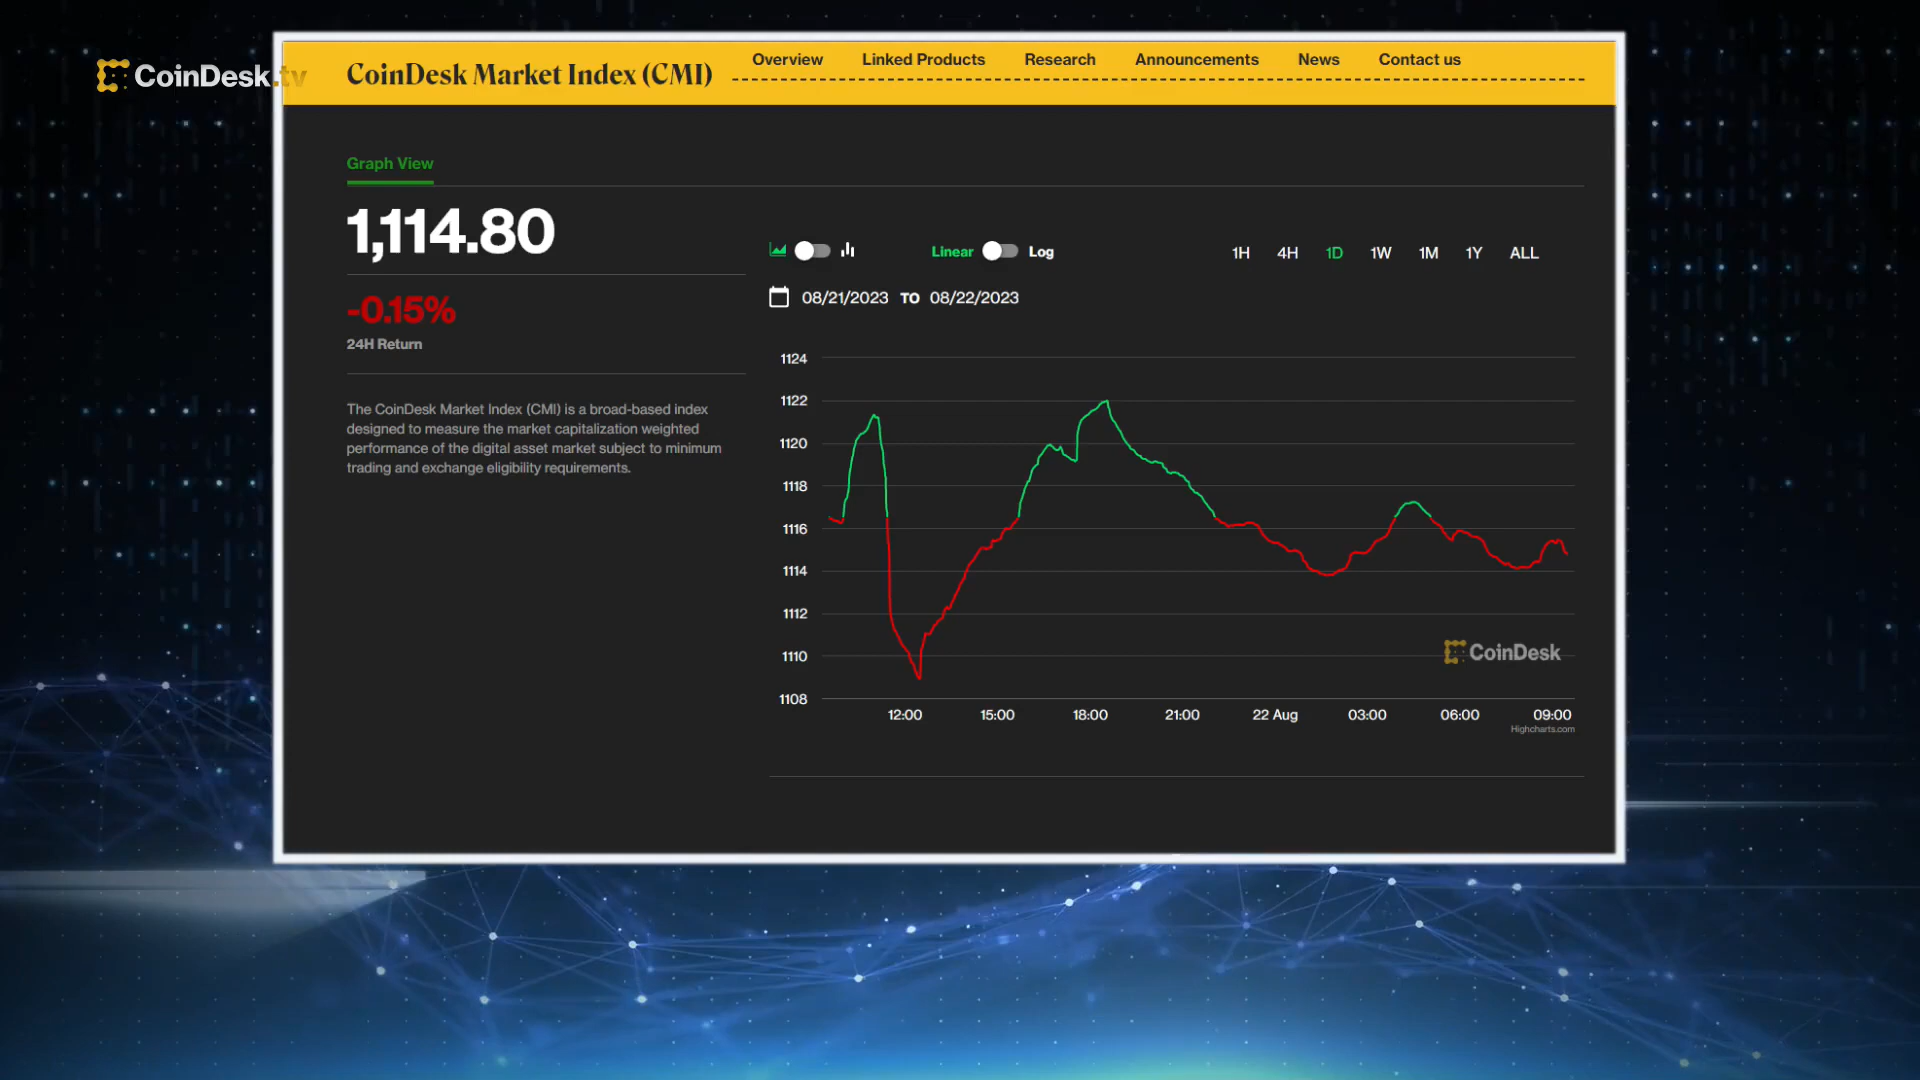 CoinDesk.tv
CoinDesk Market Index (CMI)
Overview Linked Products Research Announcements News Contact us
Graph View
1,114.80
-0.15%
24H Return
The CoinDesk Market Index (CMI) is a broad-based index
designed to measure the market capitalization weighted
performance of the digital asset market subject to minimum
trading and exchange eligibility requirements.
Linear Log
1H 4H 1D 1W 1M 1Y ALL
08/21/2023 TO 08/22/2023
1124
1122
1120
1118
1116
1114
1112
1110
1108
CoinDesk
12:00 15:00 18:00 21:00 22 Aug 03:00 06:00 09:00
Highcharts.com